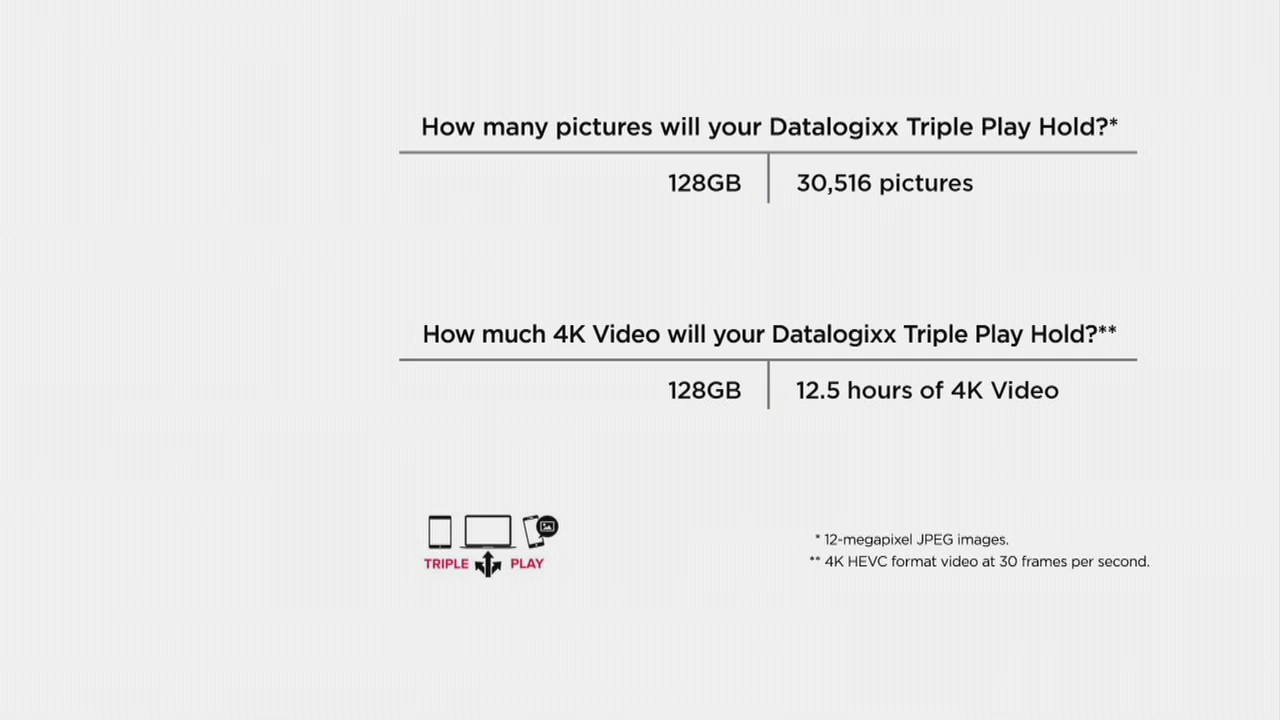 How many pictures will your Datalogixx Triple Play Hold?*
128GB 30,516 pictures
How much 4K Video will your Datalogixx Triple Play Hold?**
128GB 12.5 hours of 4K Video
TRIPLE PLAY
* 12-megapixel JPEG images.
** 4K HEVC format video at 30 frames per second.